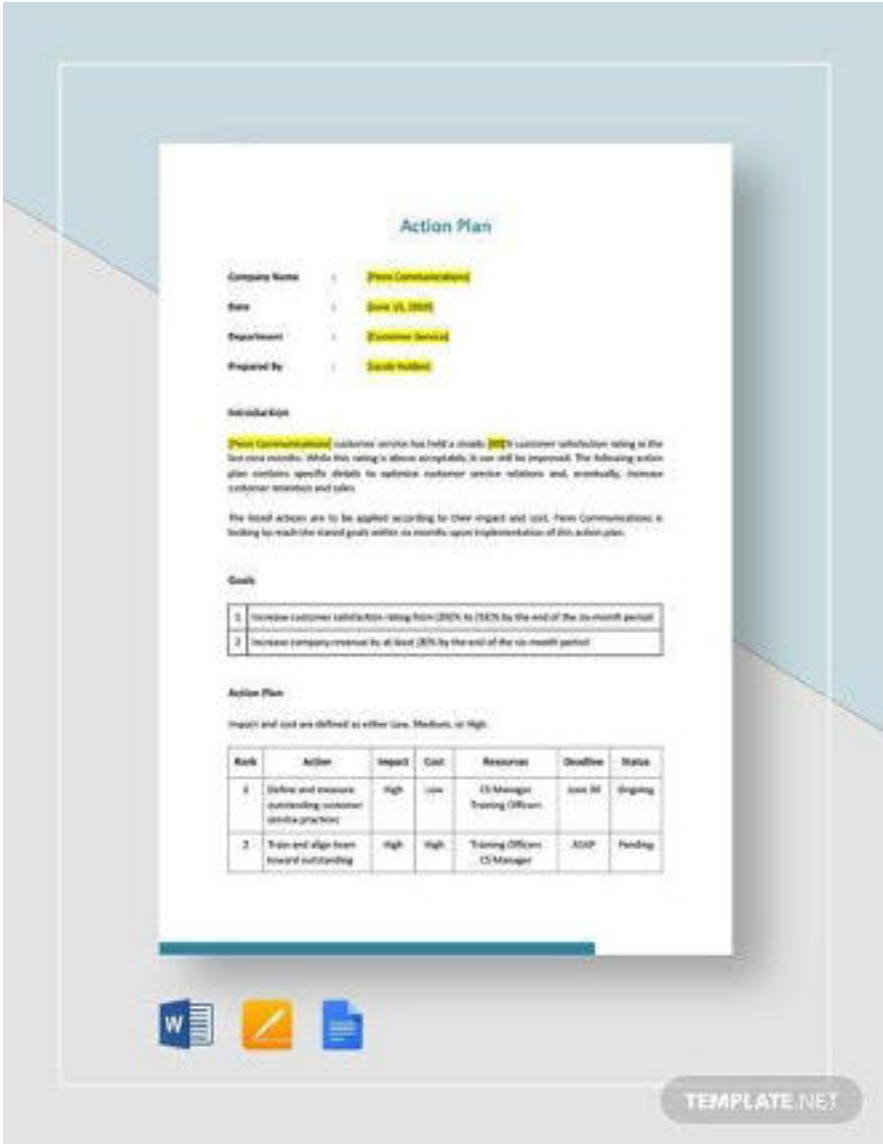 Action Plan
Company Name : [Penn Communications]
Date : [June 15, 2019]
Department : [Customer Service]
Prepared By : [Jacob Holden]
Introduction
[Penn Communications] customer service has held a steady customer satisfaction rating in the
last nine months. While this rating is above acceptable, it can still be improved. The following action
plan contains specific details to optimize customer service relations and, eventually, increase
customer retention and sales.
The listed actions are to be applied according to their impact and cost. Penn Communications is
looking to reach the stated goals within six months upon implementation of this action plan.
Goals
1 Increase customer satisfaction rating from to by the end of the six-month period
2 Increase company revenue by at least by the end of the six-month period
Action Plan
Impact and cost are defined as either Low, Medium, or High.
Rank Action Impact Cost Resources Deadline Status
1 Define and measure High Low CS Manager June 30 Ongoing
outstanding customer Training Officers
service practices
2 Train and align team High High Training Officers ASAP Pending
toward outstanding CS Manager
W
TEMPLATE.NET